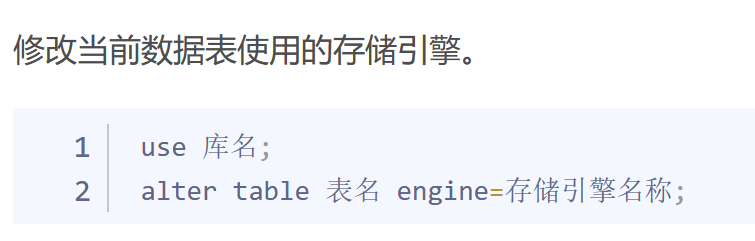 修改当前数据表使用的存储引擎。
1 use 库名;
2 alter table 表名 engine=存储引擎名称;